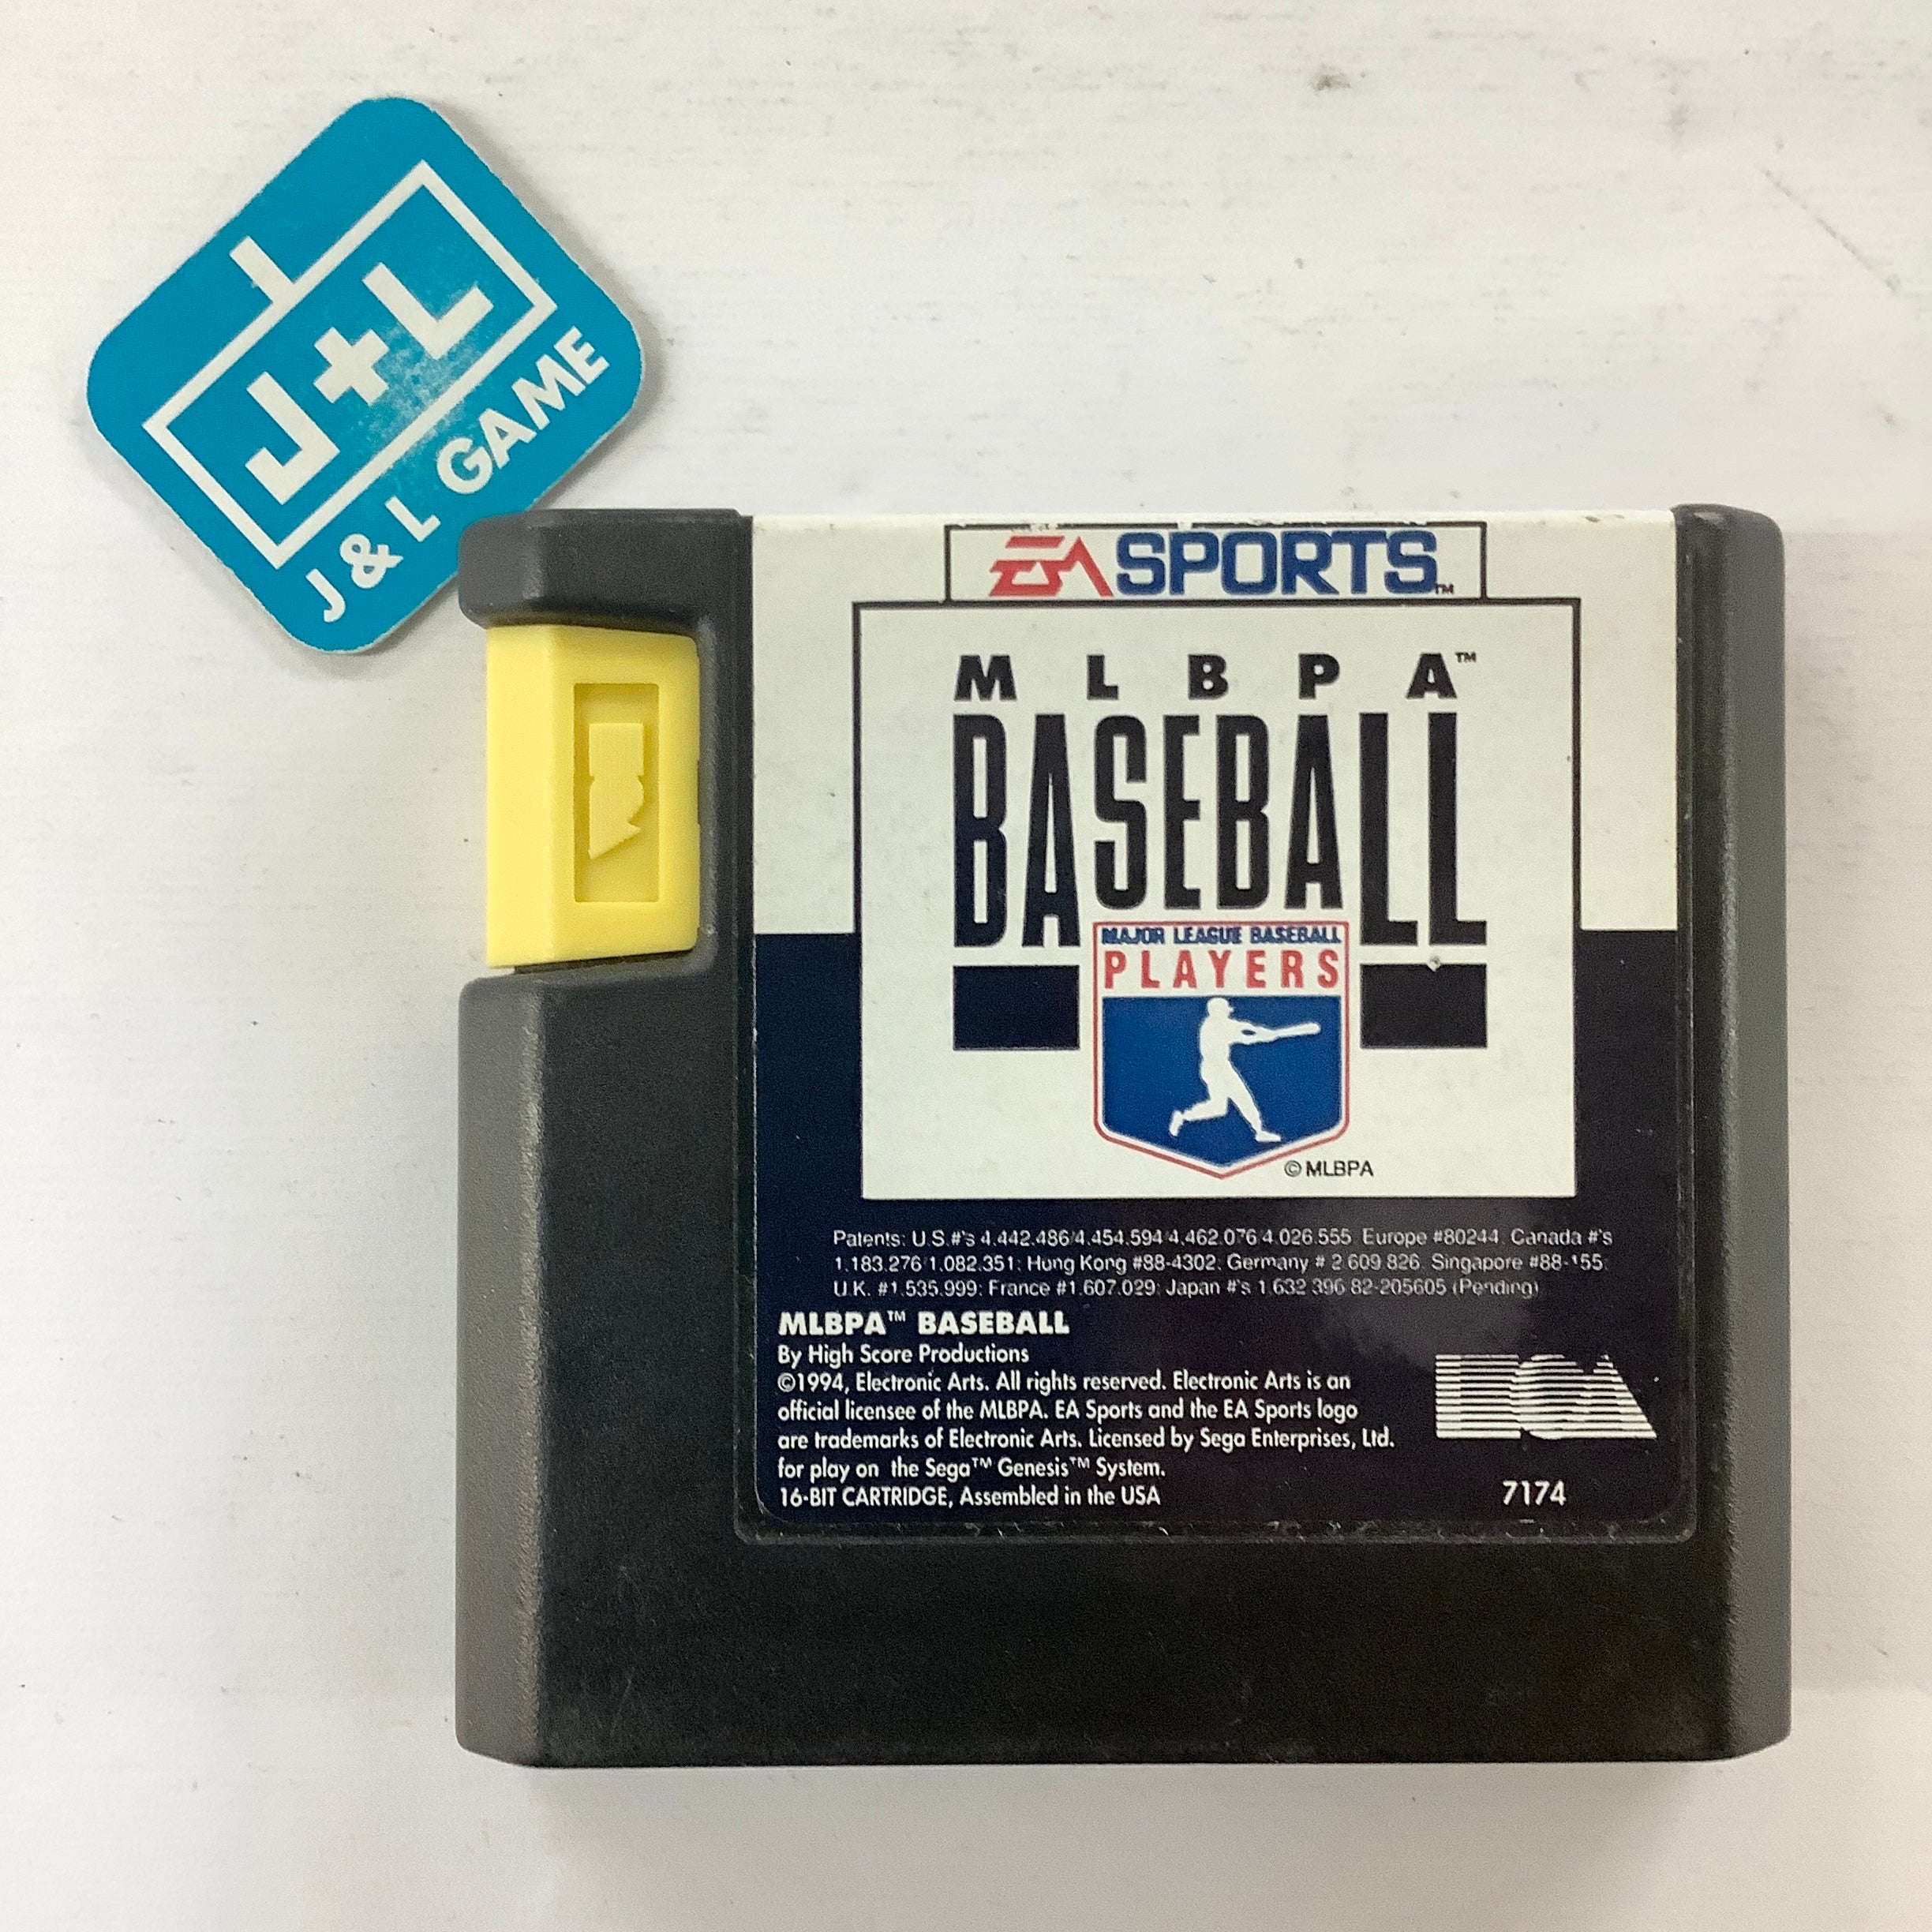 J+L
J & L GAME
EA SPORTS™
MLBPA™
BASEBALL
MAJOR LEAGUE BASEBALL
PLAYERS
© MLBPA
Patents: U.S.#'s 4.442.486/4.454.594/4.462.076/4.026.555. Europe #80244. Canada #'s
1.183.276/1.082.351: Hong Kong #88-4302: Germany # 2.609.826. Singapore #88-155:
U.K. #1.535.999: France #1.607.029: Japan #'s 1.632.396 82-205605 (Pending)
MLBPA™ BASEBALL
By High Score Productions
©1994, Electronic Arts. All rights reserved. Electronic Arts is an
official licensee of the MLBPA. EA Sports and the EA Sports logo
are trademarks of Electronic Arts. Licensed by Sega Enterprises, Ltd.
for play on the Sega™ Genesis™ System.
16-BIT CARTRIDGE, Assembled in the USA
EA
7174